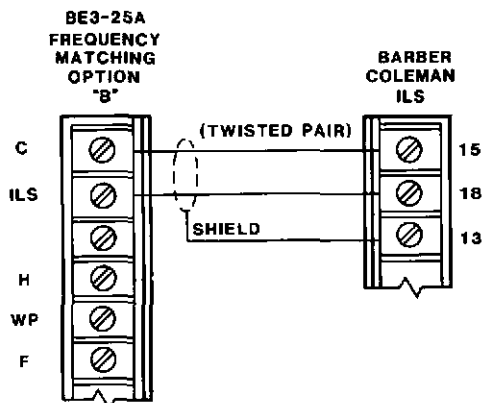 BE3-25A
FREQUENCY
MATCHING
OPTION
"B"
BARBER
COLEMAN
ILS
C
(TWISTED PAIR)
15
ILS
18
SHIELD
13
H
WP
F